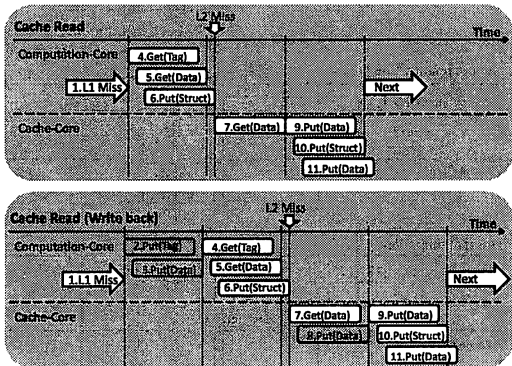 L2 Miss
Cache Read
Time
Computation-Core
4.Get(Tag)
5.Get(Data)
1.L1 Miss
6.Put(Struct)
Next
Cache-Core
7.Get(Data)
9.Put(Data)
10.Put(Struct)
11.Put(Data)
L2 Miss
Cache Read (Write back)
Time
Computation-Core
2.Put(Tag)
4.Get(Tag)
3.Put(Data)
5.Get(Data)
1.L1 Miss
6.Put(Struct)
Next
Cache-Core
7.Get(Data)
9.Put(Data)
8.Put(Data)
10.Put(Struct)
11.Put(Data)